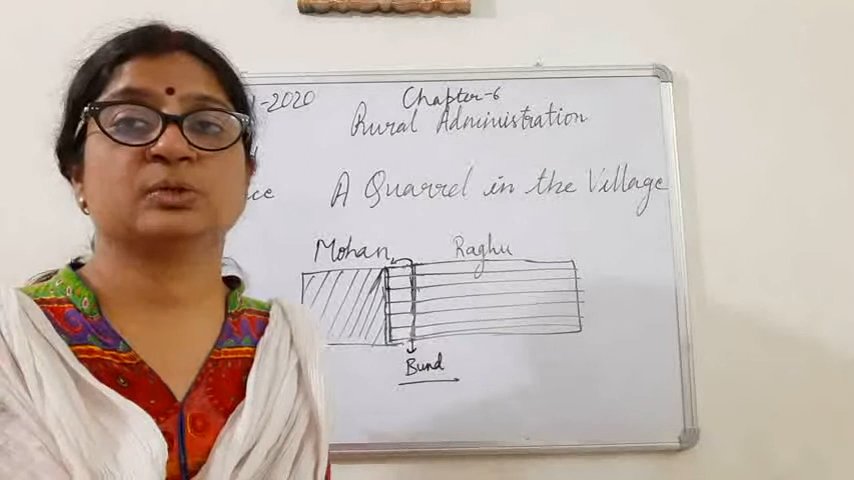 -2020
Chapter-6
Rural Administration
A Quarrel in the Village
Mohan Raghu
Bund